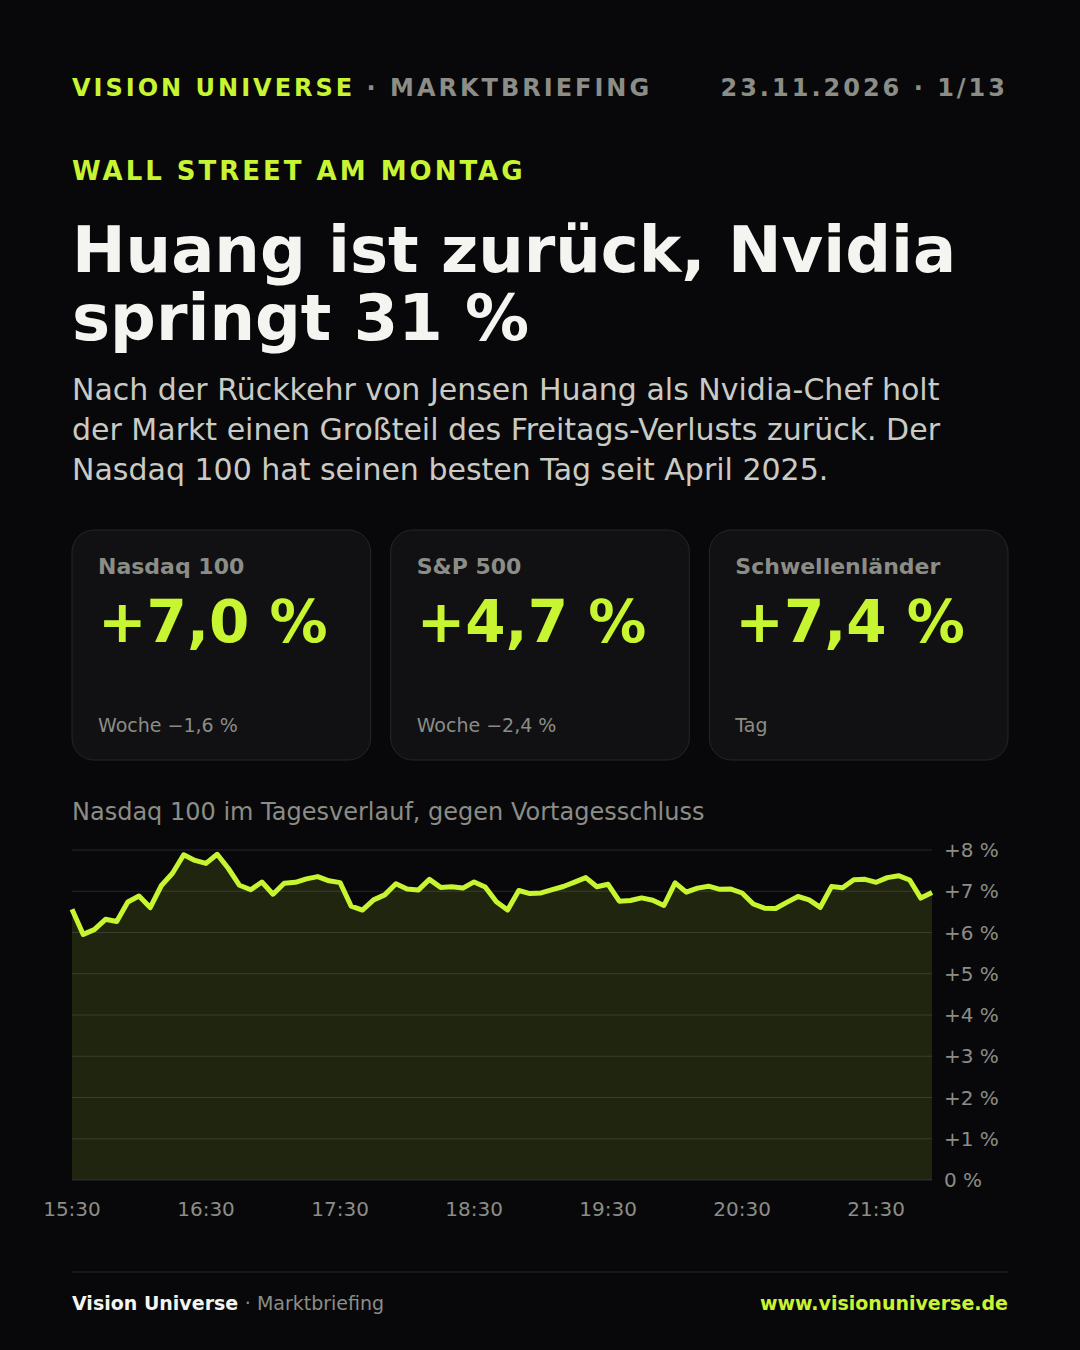 VISION UNIVERSE · MARKTBRIEFING 23.11.2026 · 1/13
WALL STREET AM MONTAG
Huang ist zurück, Nvidia
springt 31 %
Nach der Rückkehr von Jensen Huang als Nvidia-Chef holt
der Markt einen Großteil des Freitags-Verlusts zurück. Der
Nasdaq 100 hat seinen besten Tag seit April 2025.
Nasdaq 100
+7,0 %
Woche −1,6 %
S&P 500
+4,7 %
Woche −2,4 %
Schwellenländer
+7,4 %
Tag
Nasdaq 100 im Tagesverlauf, gegen Vortagesschluss
+8 %
+7 %
+6 %
+5 %
+4 %
+3 %
+2 %
+1 %
0 %
15:30 16:30 17:30 18:30 19:30 20:30 21:30
Vision Universe · Marktbriefing www.visionuniverse.de